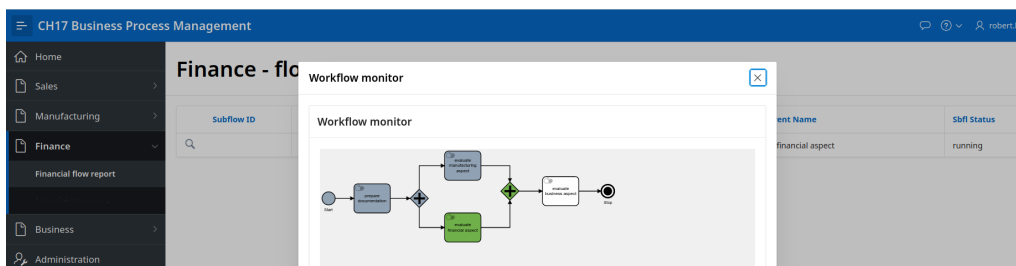 CH17 Business Process Management
robert.
Home
Sales
Manufacturing
Finance
Financial flow report
Business
Administration
Finance - flo
Subflow ID
ent Name
Sbfl Status
financial aspect
running
Workflow monitor
Workflow monitor
Start
prepare
documentation
evaluate
manufacturing
aspect
evaluate
financial aspect
evaluate
business aspect
Stop